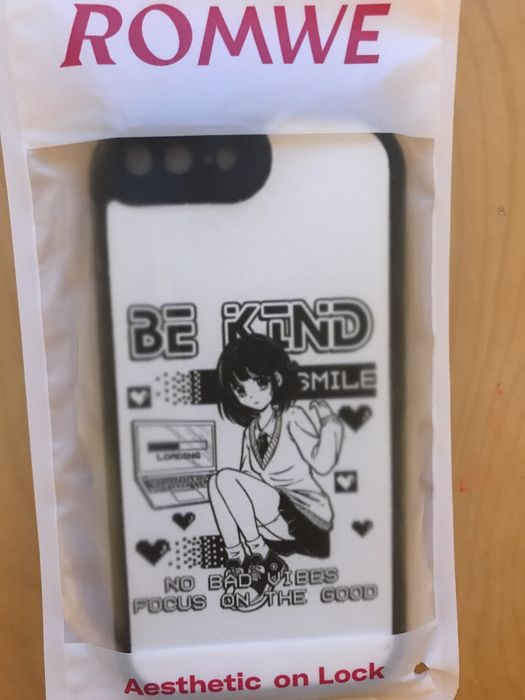 ROMWE
BE KIND
SMILE
LOADING
NO BAD VIBES
FOCUS ON THE GOOD
Aesthetic on Lock